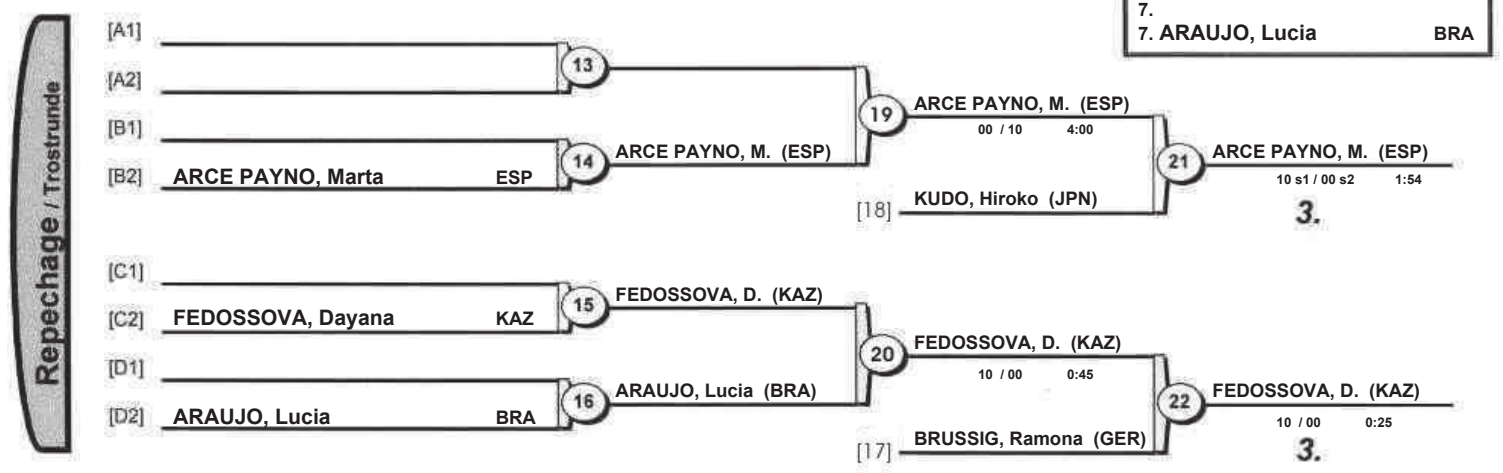 7.
7. ARAUJO, Lucia BRA
Repechage / Trostrunde
[A1]
[A2]
13
[B1]
[B2] ARCE PAYNO, Marta ESP
14
ARCE PAYNO, M. (ESP)
19
ARCE PAYNO, M. (ESP)
00 / 10 4:00
[18] KUDO, Hiroko (JPN)
21
ARCE PAYNO, M. (ESP)
10 s1 / 00 s2 1:54
3.
[C1]
[C2] FEDOSSOVA, Dayana KAZ
15
FEDOSSOVA, D. (KAZ)
[D1]
[D2] ARAUJO, Lucia BRA
16
ARAUJO, Lucia (BRA)
20
FEDOSSOVA, D. (KAZ)
10 / 00 0:45
[17] BRUSSIG, Ramona (GER)
22
FEDOSSOVA, D. (KAZ)
10 / 00 0:25
3.